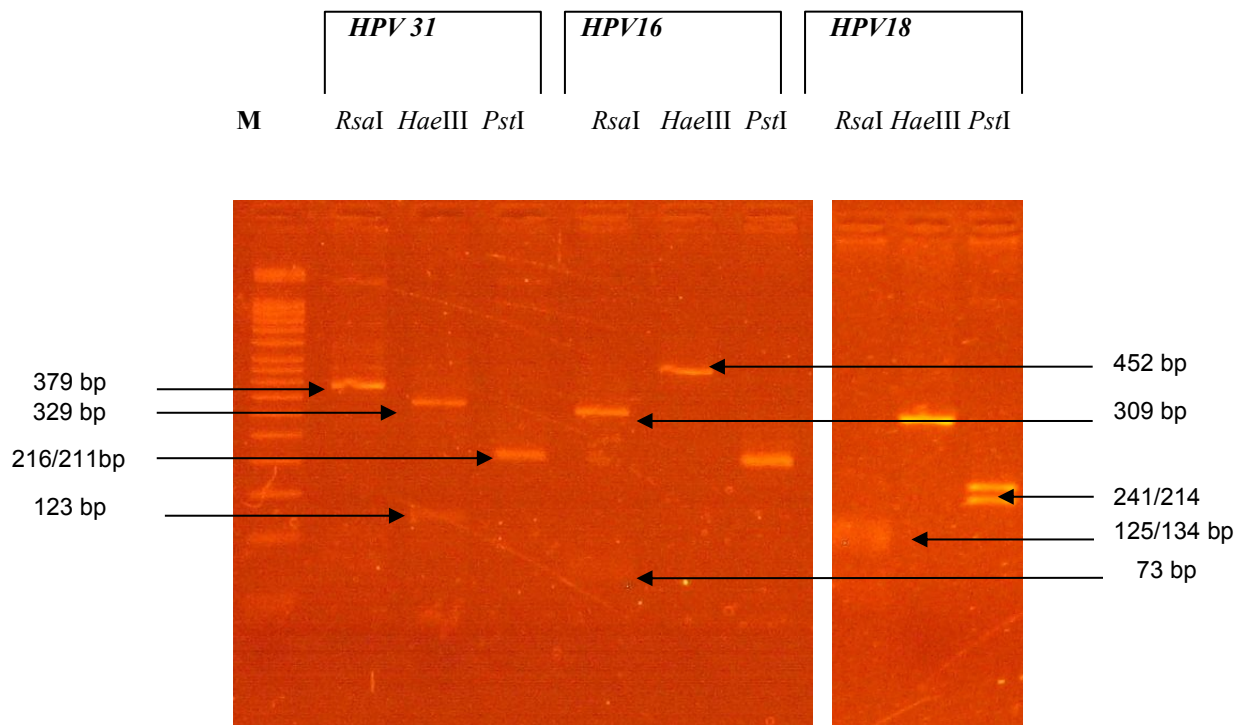 HPV 31 HPV16 HPV18
M RsaI HaeIII PstI RsaI HaeIII PstI RsaI HaeIII PstI
379 bp
329 bp
216/211bp
123 bp
452 bp
309 bp
241/214
125/134 bp
73 bp